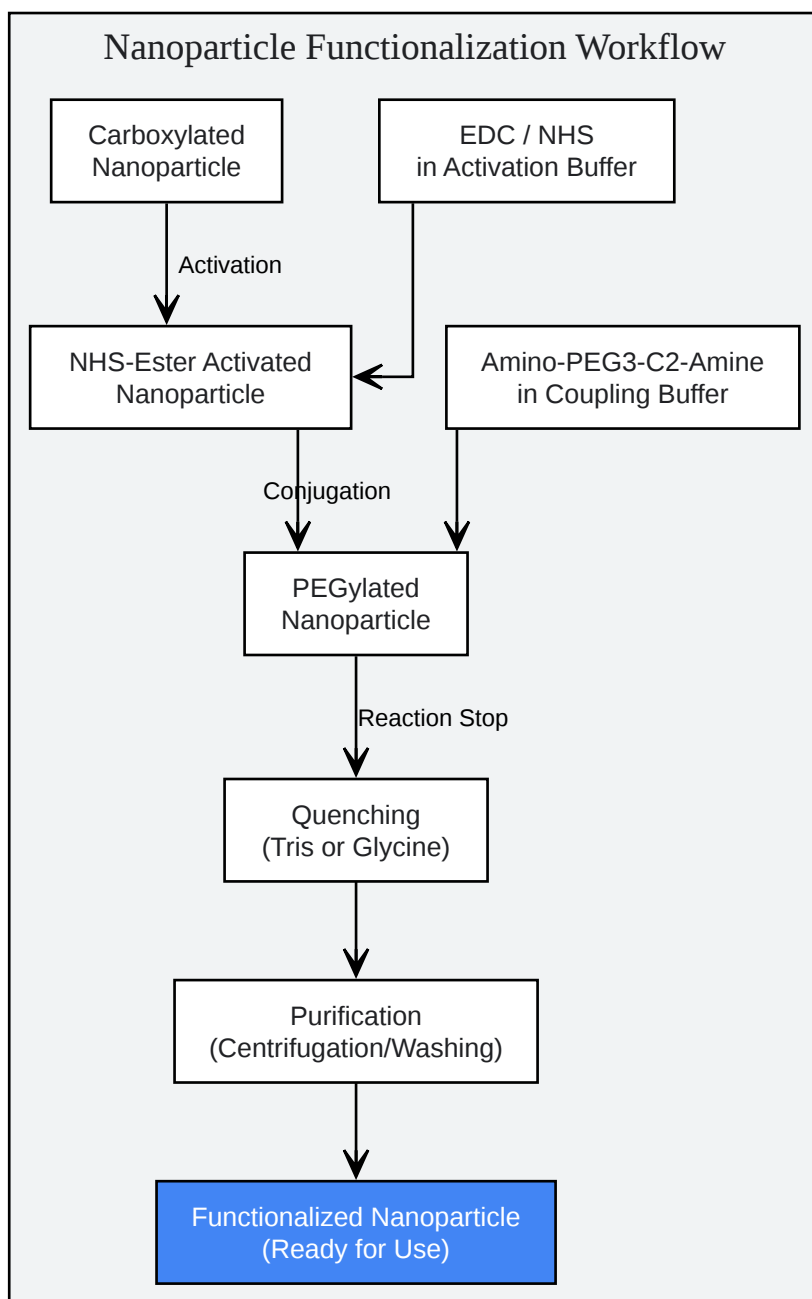 Nanoparticle Functionalization Workflow
Carboxylated
Nanoparticle
EDC / NHS
in Activation Buffer
Activation
NHS-Ester Activated
Nanoparticle
Amino-PEG3-C2-Amine
in Coupling Buffer
Conjugation
PEGylated
Nanoparticle
Reaction Stop
Quenching
(Tris or Glycine)
Purification
(Centrifugation/Washing)
Functionalized Nanoparticle
(Ready for Use)